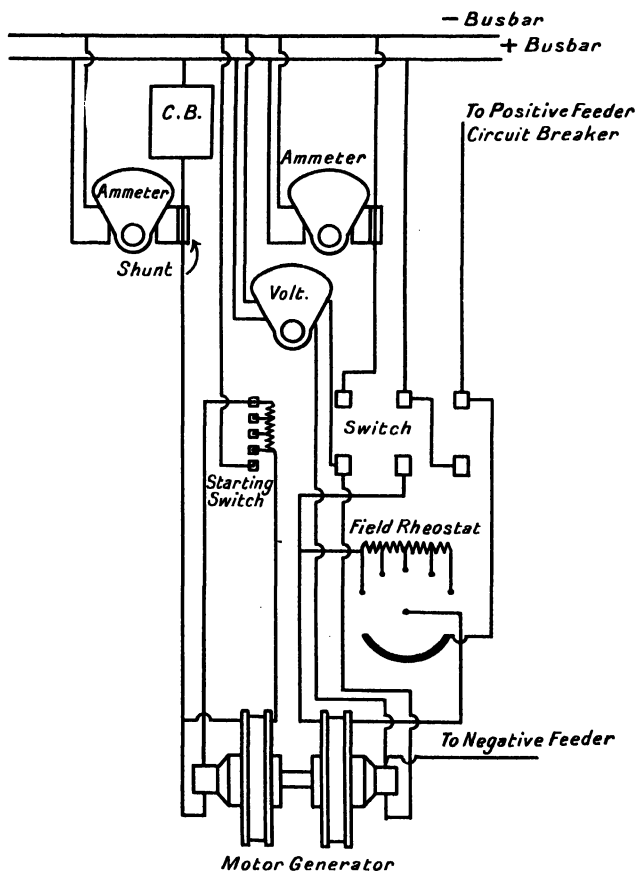 – Busbar
+ Busbar
C.B.
To Positive Feeder
Circuit Breaker
Ammeter
Ammeter
Shunt
Volt.
Switch
Starting
Switch
Field Rheostat
To Negative Feeder
Motor Generator